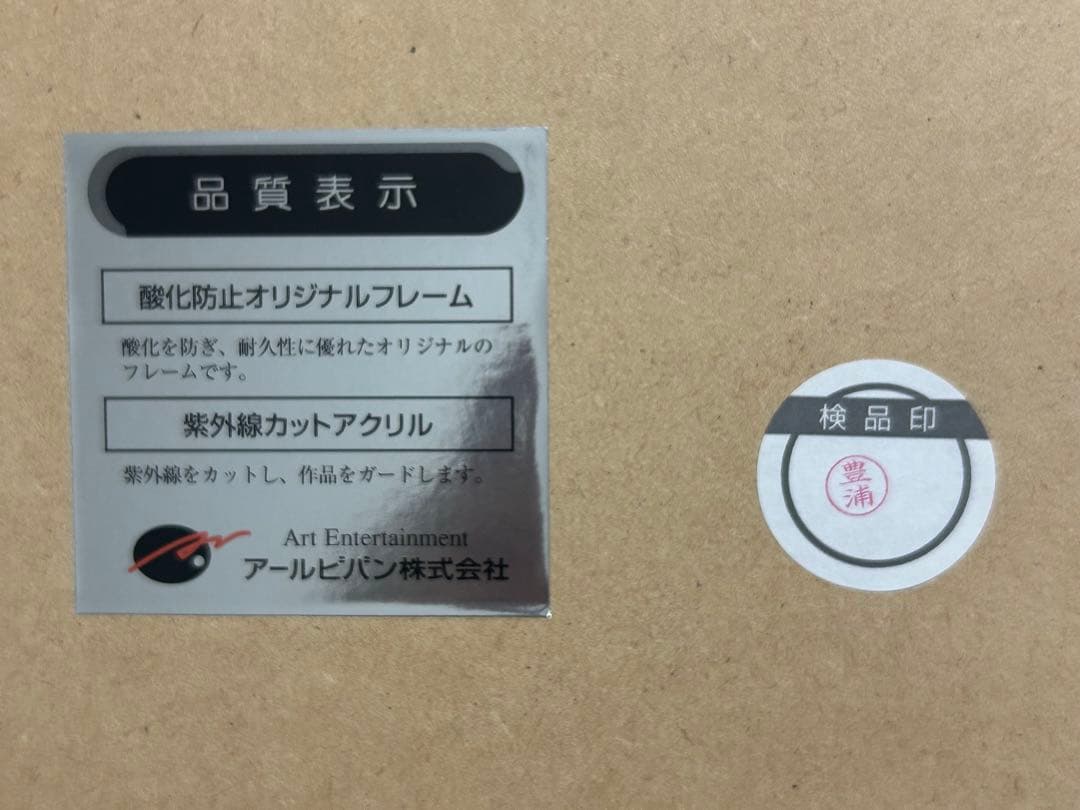 品質表示
酸化防止オリジナルフレーム
酸化を防ぎ、耐久性に優れたオリジナルの
フレームです。
紫外線カットアクリル
紫外線をカットし、作品をガードします。
Art Entertainment
アールビバン株式会社
検品印
豊浦